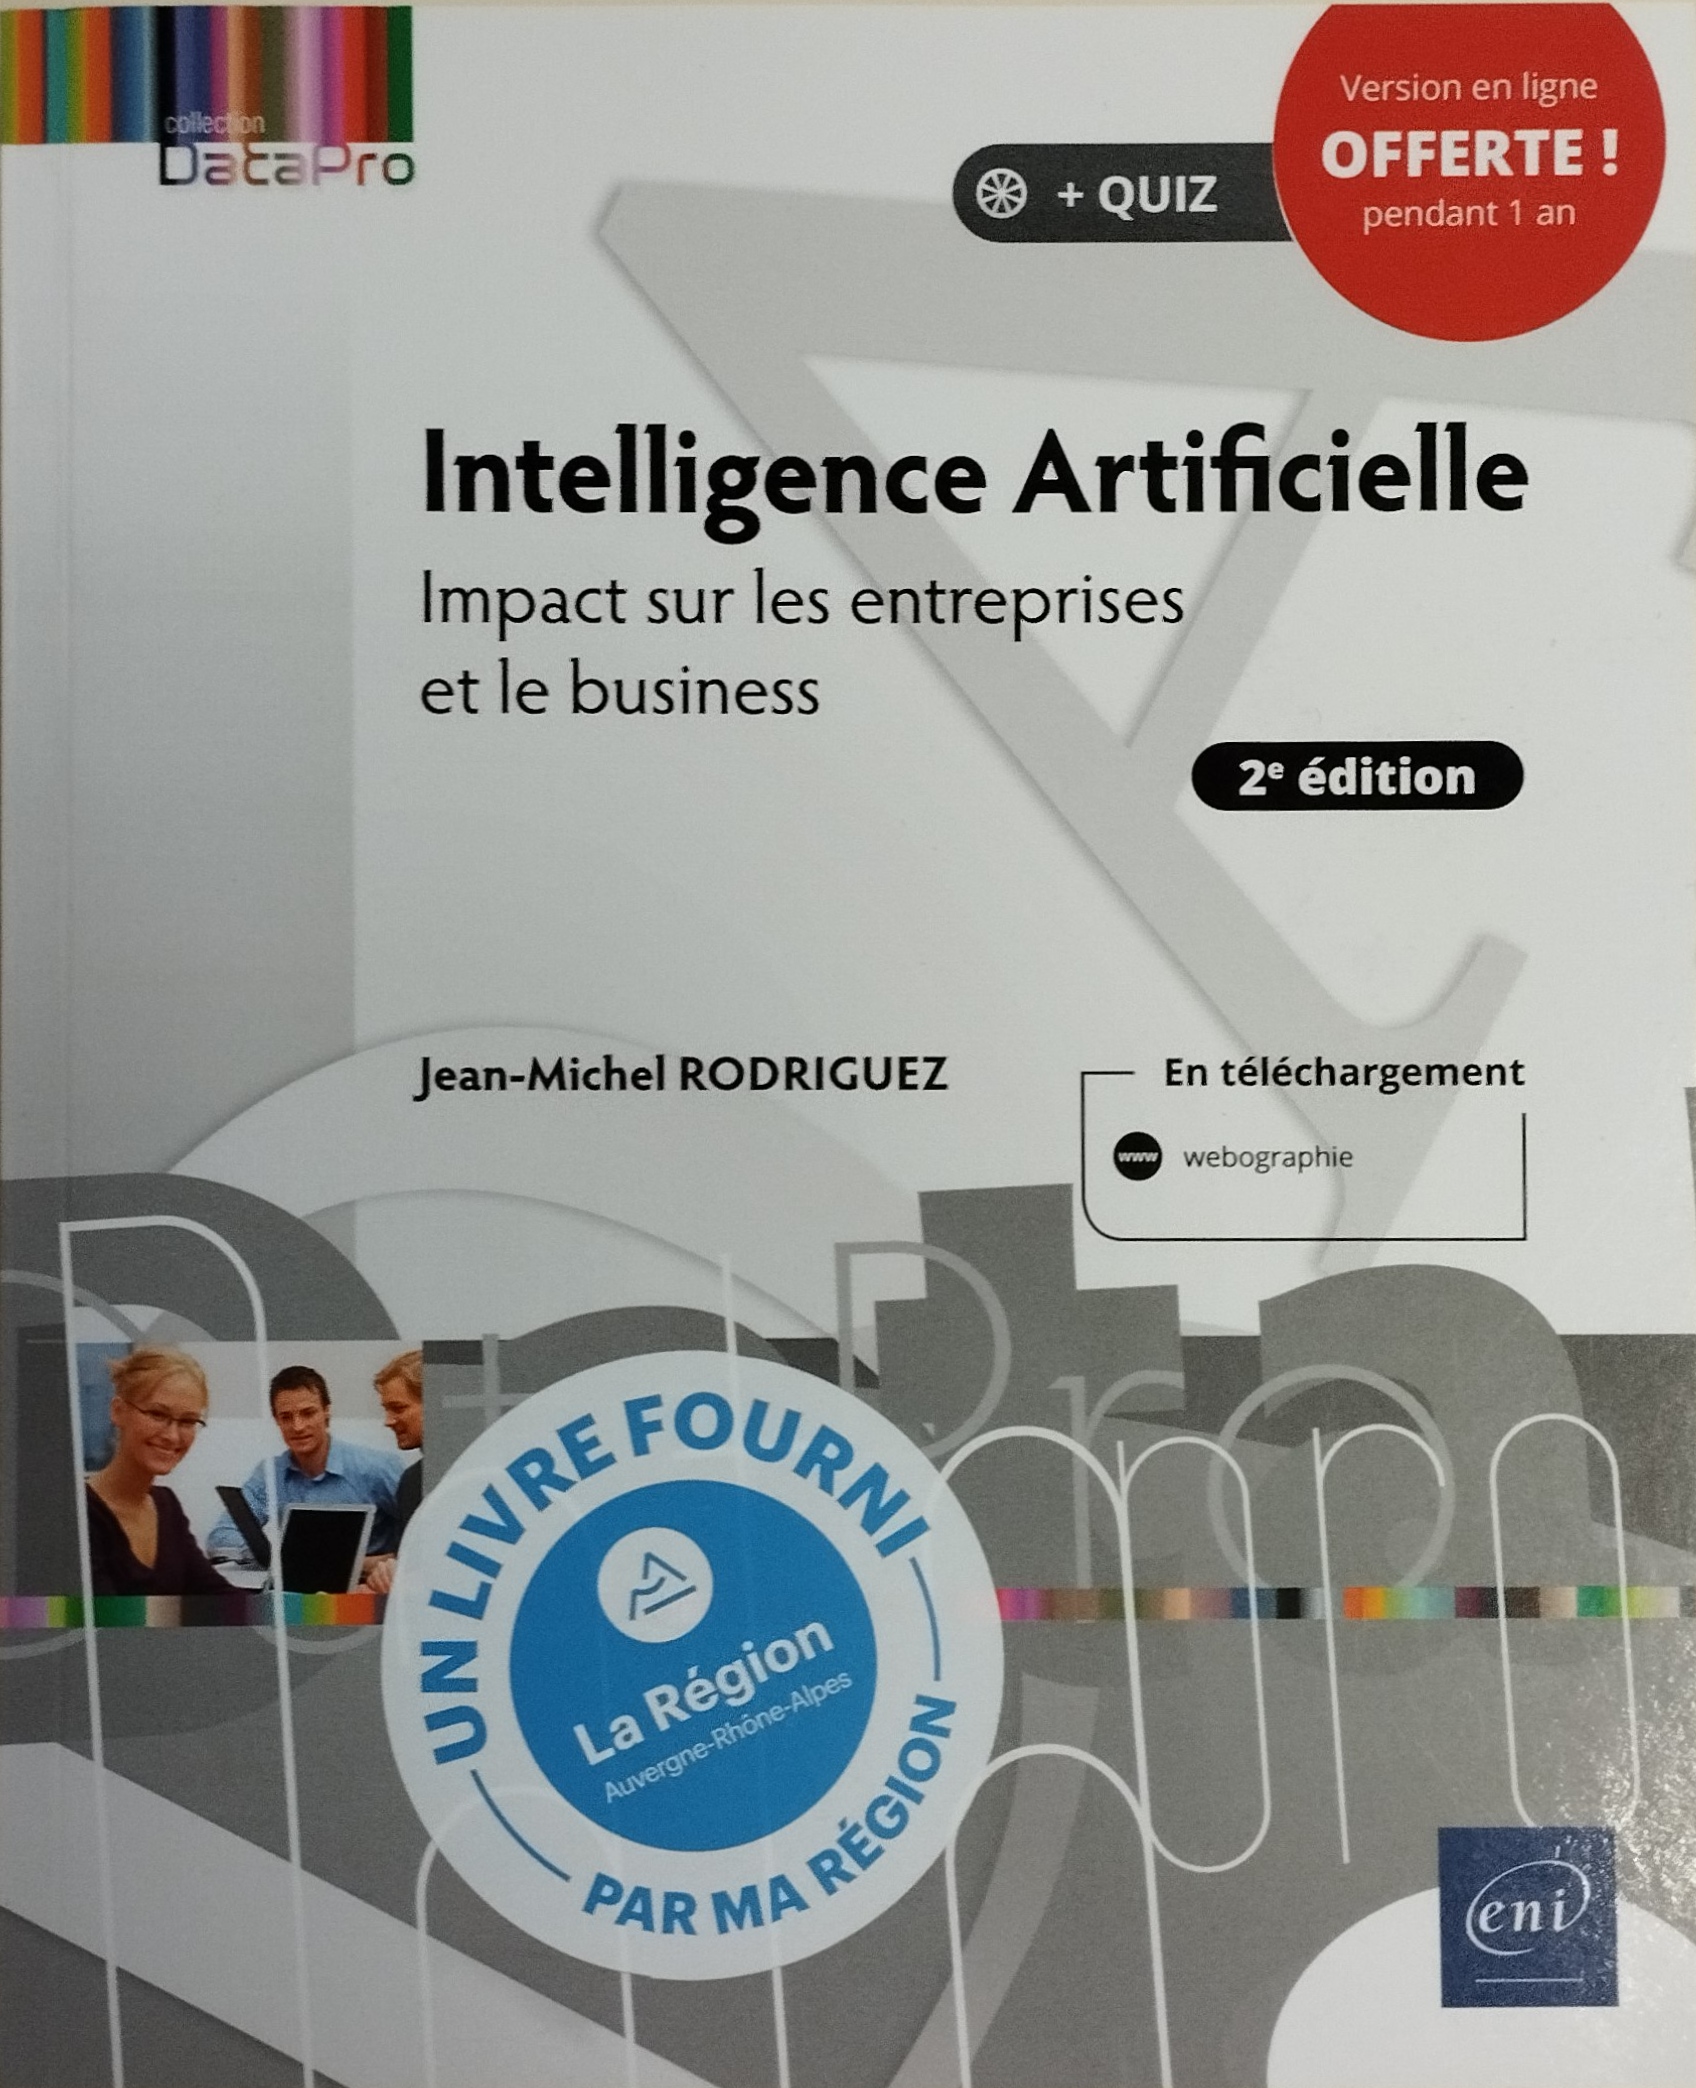 collection
DataPro
+ QUIZ
Version en ligne
OFFERTE !
pendant 1 an
Intelligence Artificielle
Impact sur les entreprises
et le business
2e édition
Jean-Michel RODRIGUEZ
En téléchargement
www
webographie
UN LIVRE FOURNI
La Région
Auvergne-Rhône-Alpes
PAR MA RÉGION
eni